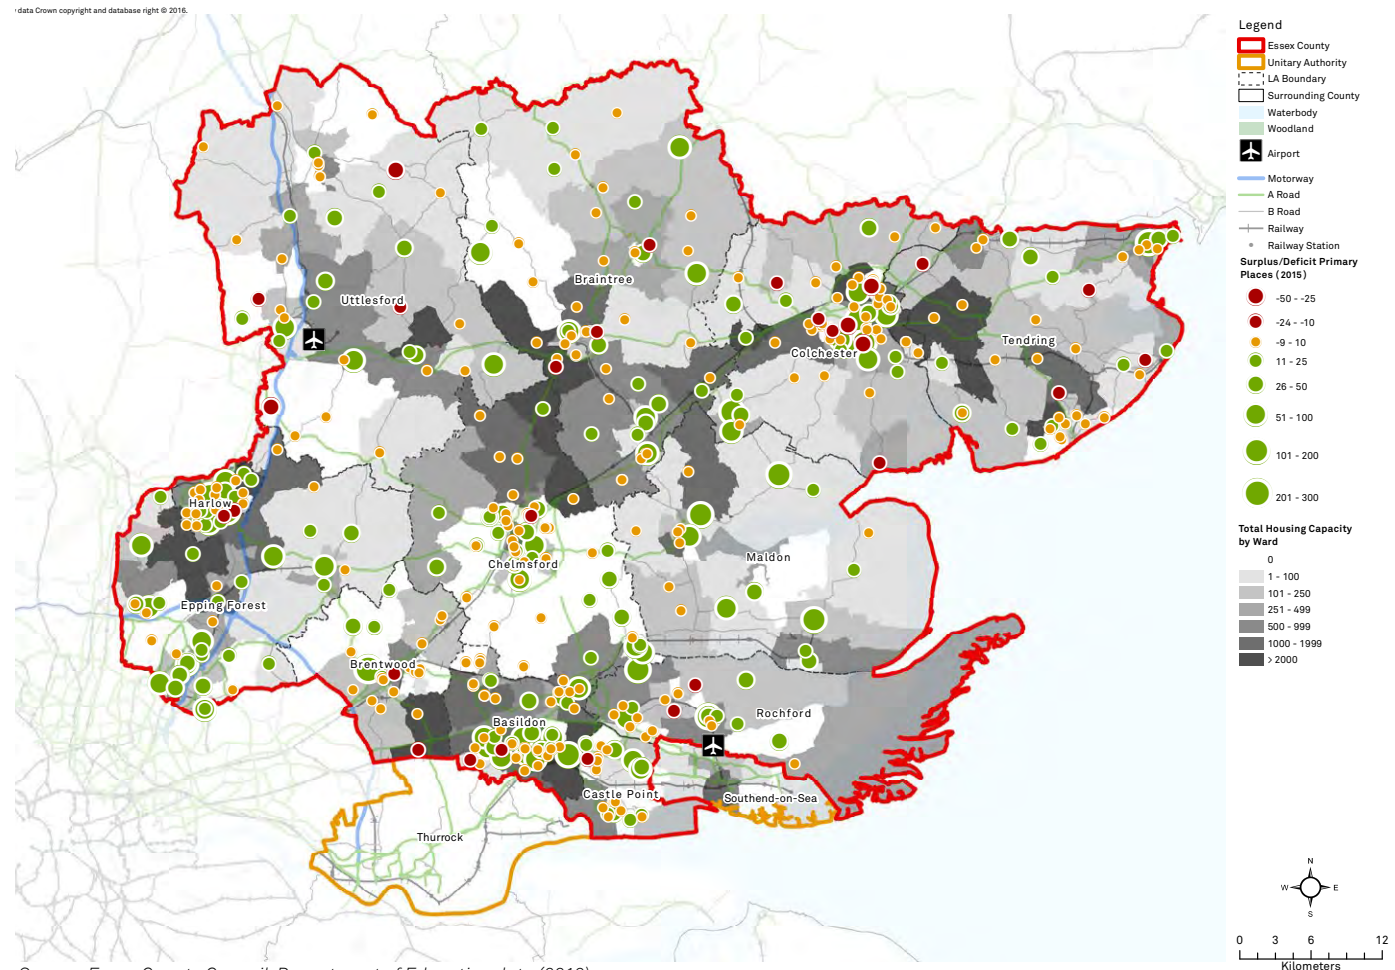 data Crown copyright and database right © 2016.
Legend
Essex County
Unitary Authority
LA Boundary
Surrounding County
Waterbody
Woodland
Airport
Motorway
A Road
B Road
Railway
Railway Station
Surplus/Deficit Primary
Places (2015)
-50 - -25
-24 - -10
-9 - 10
11 - 25
26 - 50
51 - 100
101 - 200
201 - 300
Total Housing Capacity
by Ward
0
1 - 100
101 - 250
251 - 499
500 - 999
1000 - 1999
> 2000
Braintree
Uttlesford
Colchester
Tendring
Harlow
Chelmsford
Maldon
Epping Forest
Brentwood
Basildon
Rochford
Castle Point
Southend-on-Sea
Thurrock
N
W
E
S
0 3 6 12
Kilometers